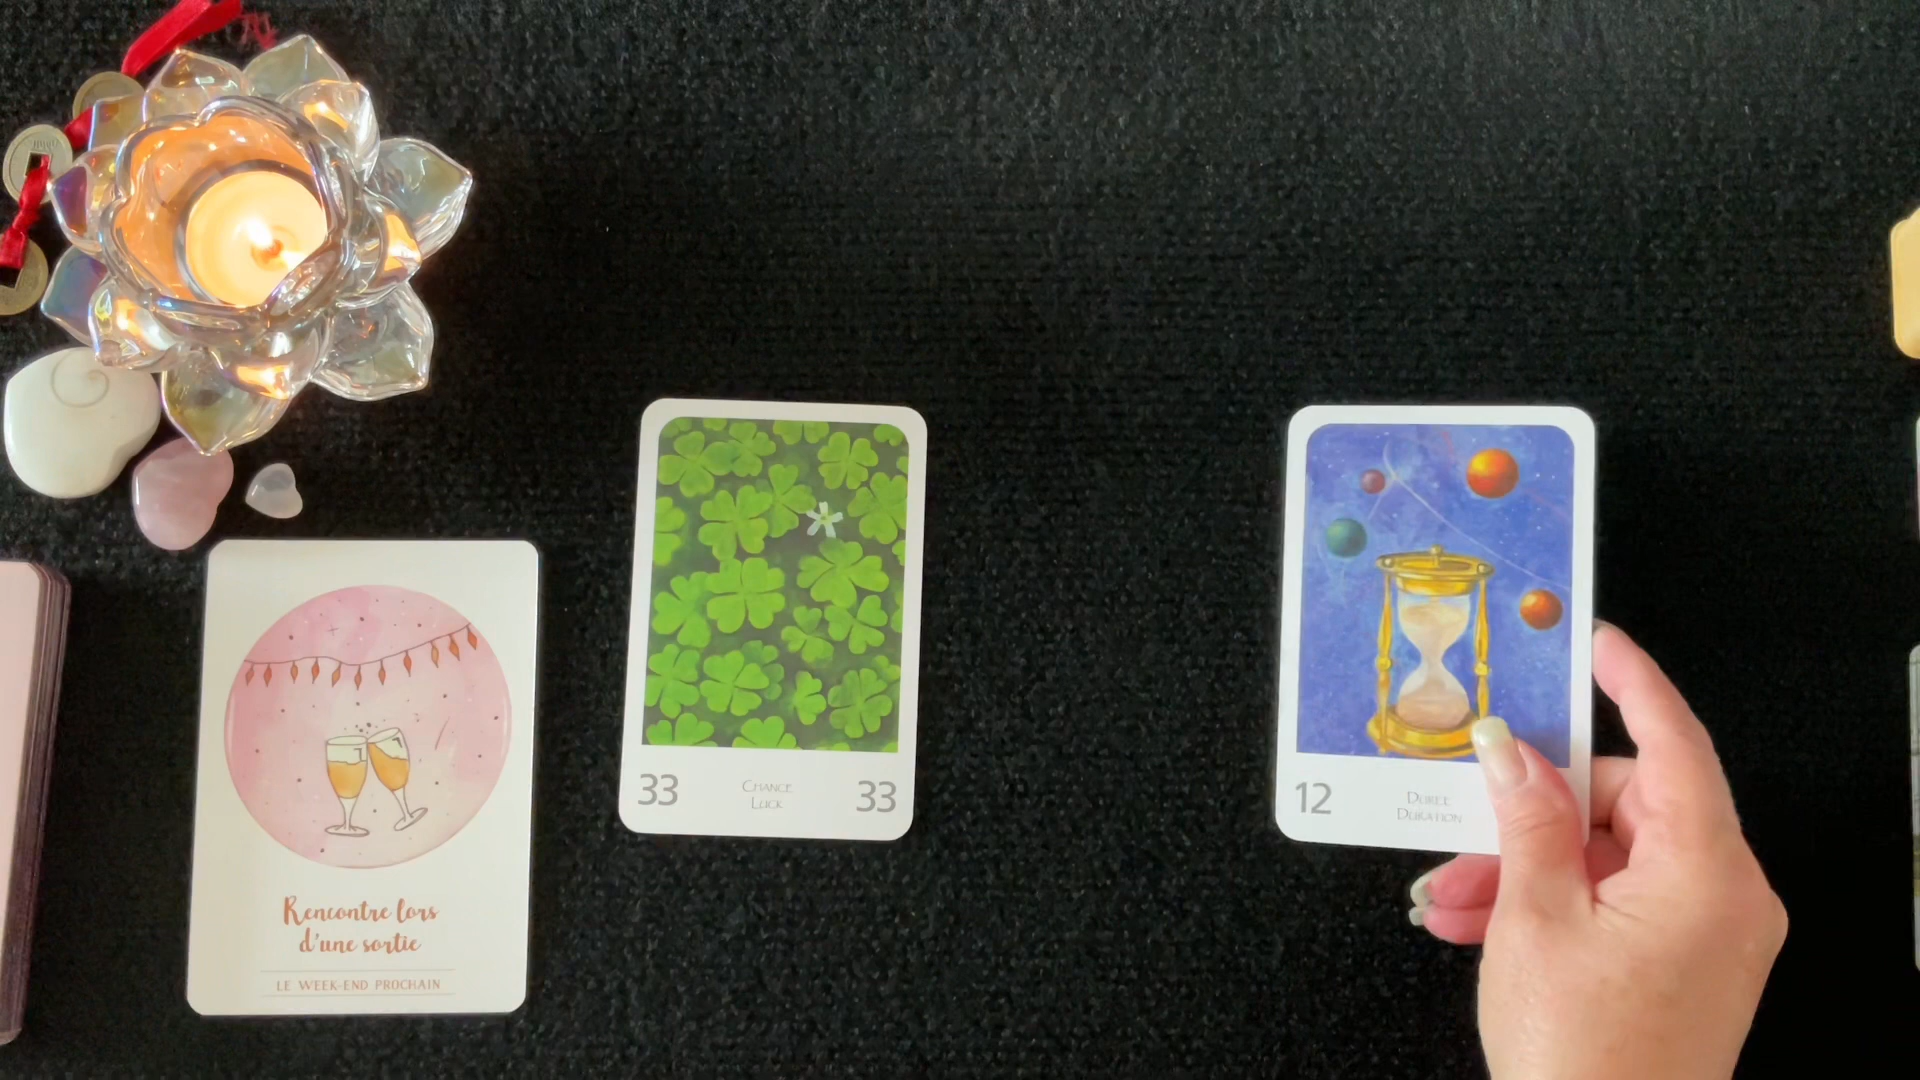 Rencontre lors
d'une sortie
LE WEEK-END PROCHAIN
33
CHANCE
LUCK
33
12
DURÉE
DURATION